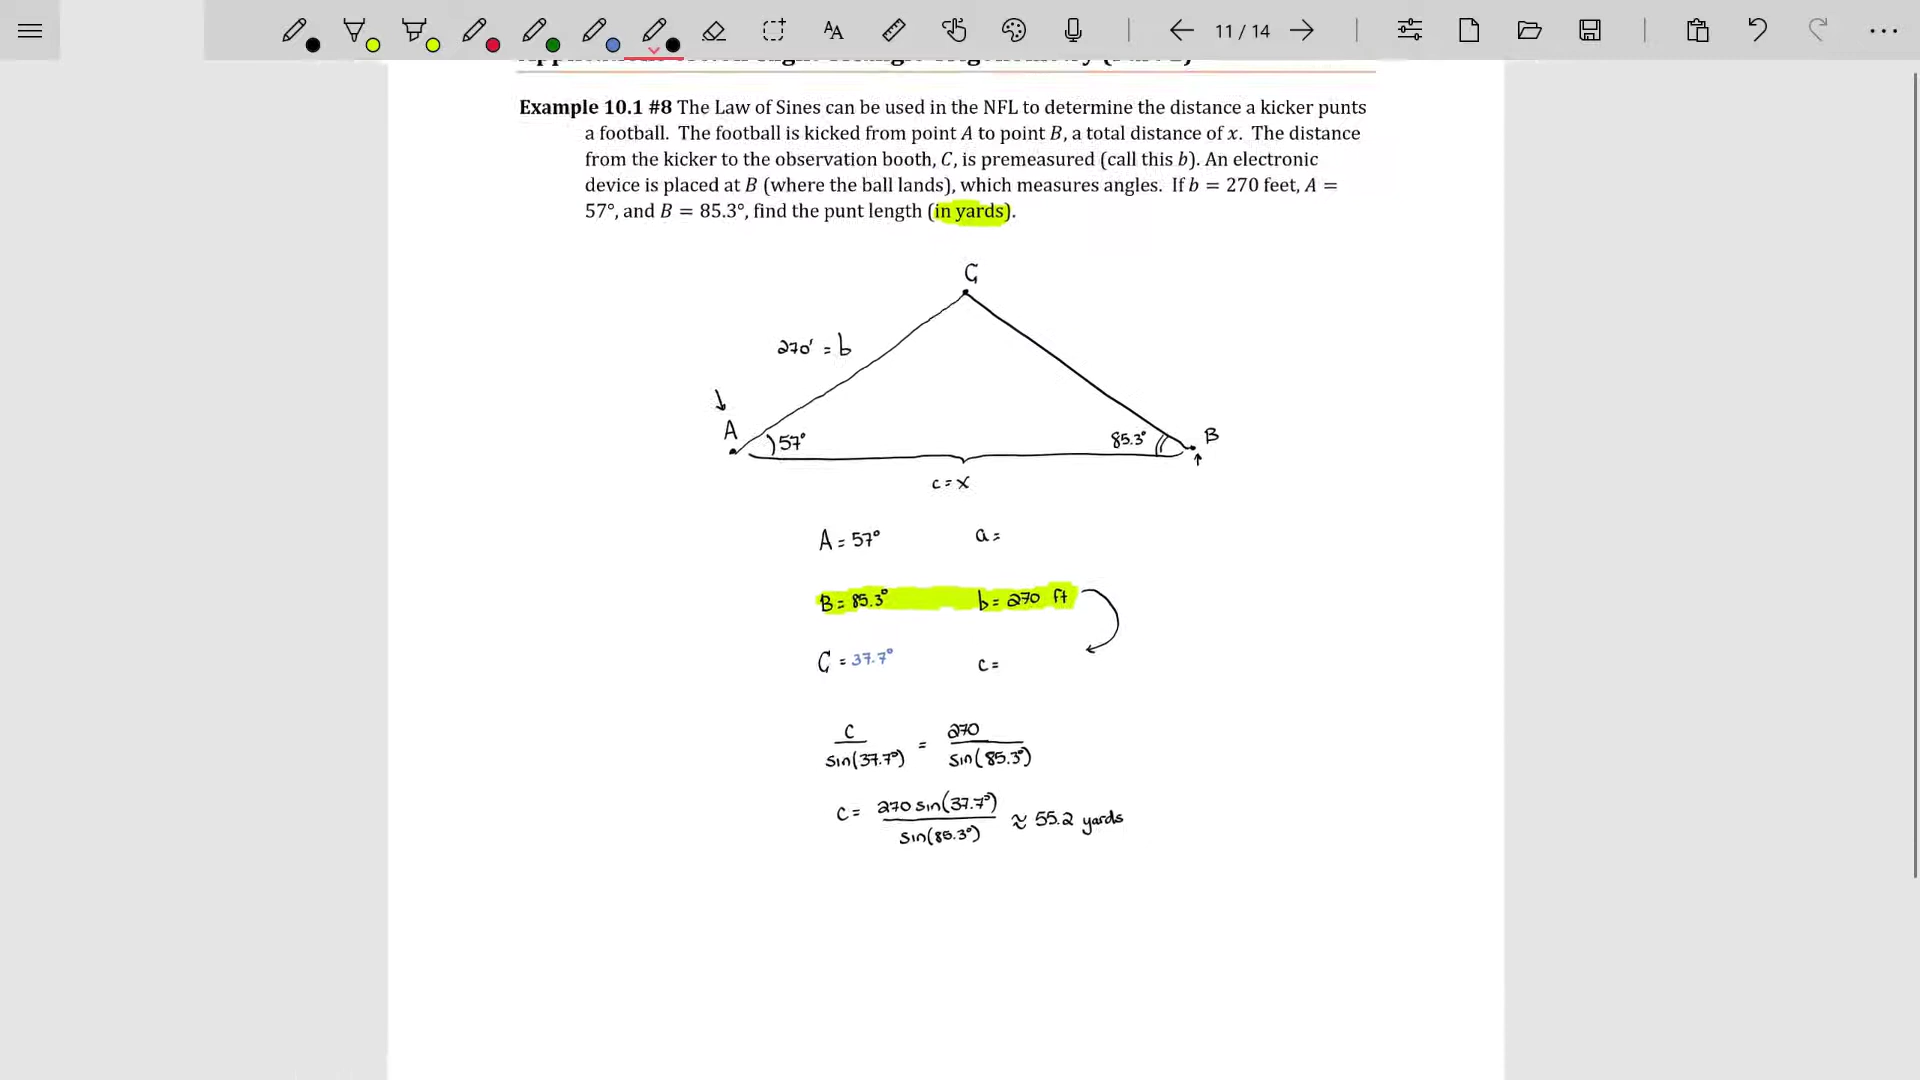 11 / 14
Example 10.1 #8 The Law of Sines can be used in the NFL to determine the distance a kicker punts
a football. The football is kicked from point A to point B, a total distance of x. The distance
from the kicker to the observation booth, C, is premeasured (call this b). An electronic
device is placed at B (where the ball lands), which measures angles. If b = 270 feet, A =
57°, and B = 85.3°, find the punt length (in yards).
C
270' = b
A
57°
85.3°
B
c = x
A = 57° a =
B = 85.3° b = 270 ft
C = 37.7° c =
c / sin(37.7°) = 270 / sin(85.3°)
c = 270 sin(37.7°) / sin(85.3°) ≈ 55.2 yards